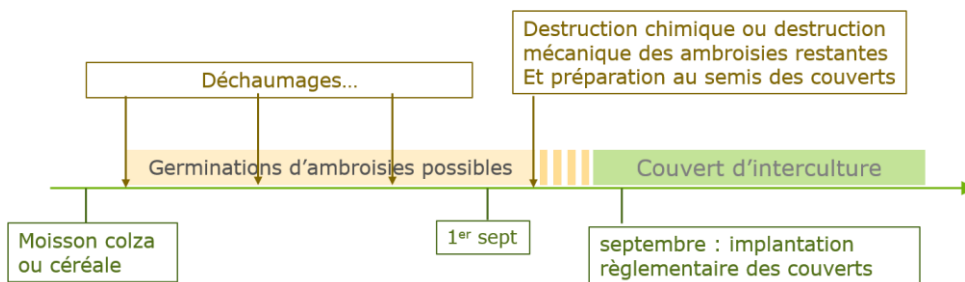 Destruction chimique ou destruction
mécanique des ambroisies restantes
Et préparation au semis des couverts
Déchaumages...
Germinations d'ambroisies possibles
Couvert d'interculture
Moisson colza
ou céréale
1er sept
septembre : implantation
règlementaire des couverts